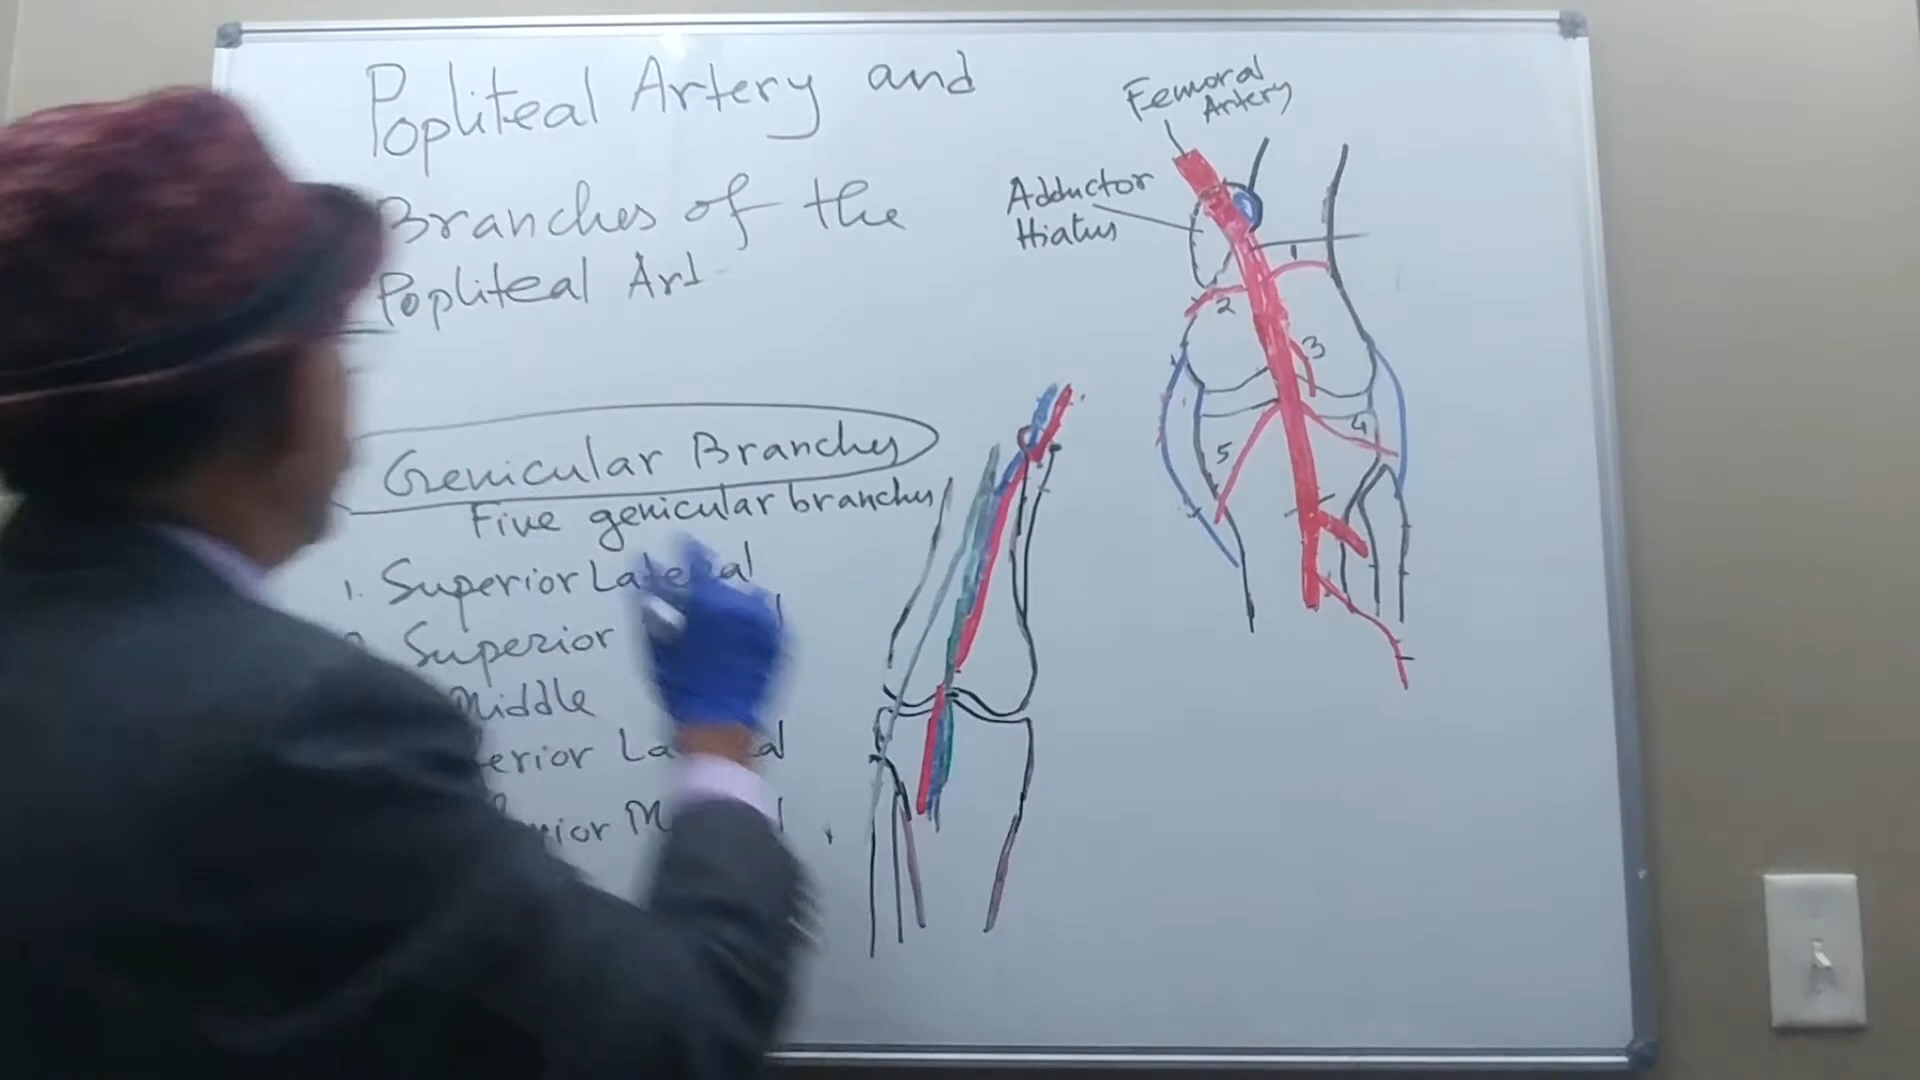 Popliteal Artery and
Branches of the
Popliteal Art
Genicular Branches
Five genicular branches
1. Superior Lateral
Superior
Middle
Femoral
Artery
Adductor
Hiatus
1
2
3
4
5